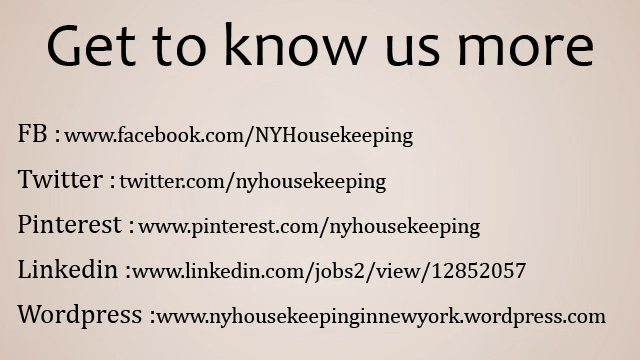 Get to know us more
FB : www.facebook.com/NYHousekeeping
Twitter : twitter.com/nyhousekeeping
Pinterest : www.pinterest.com/nyhousekeeping
Linkedin :www.linkedin.com/jobs2/view/12852057
Wordpress :www.nyhousekeepinginnewyork.wordpress.com